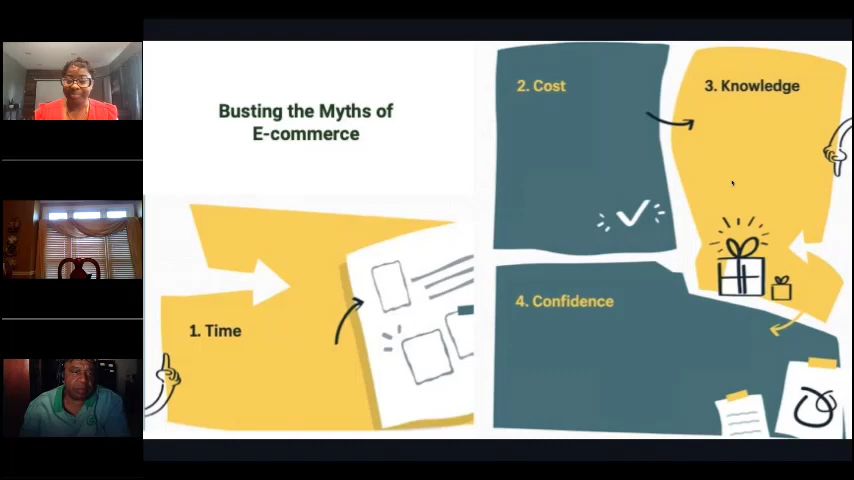 Busting the Myths of
E-commerce
1. Time
2. Cost
3. Knowledge
4. Confidence